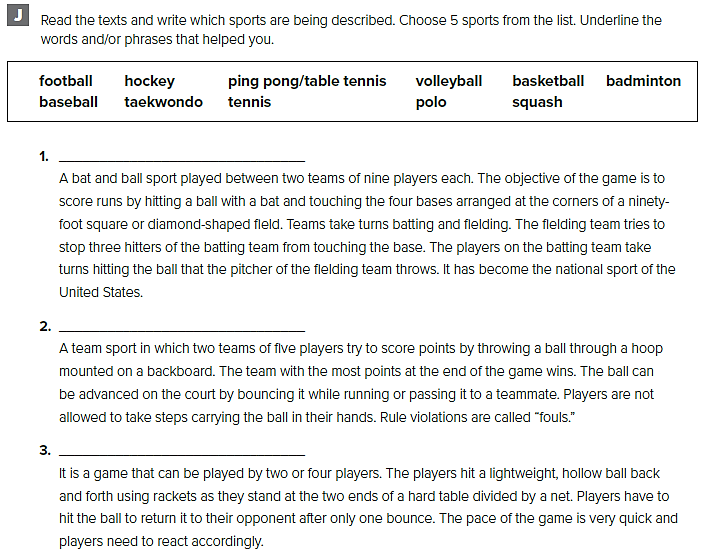 J
Read the texts and write which sports are being described. Choose 5 sports from the list. Underline the
words and/or phrases that helped you.
football hockey ping pong/table tennis volleyball basketball badminton
baseball taekwondo tennis polo squash
1. ______________________________
A bat and ball sport played between two teams of nine players each. The objective of the game is to
score runs by hitting a ball with a bat and touching the four bases arranged at the corners of a ninety-
foot square or diamond-shaped field. Teams take turns batting and fielding. The fielding team tries to
stop three hitters of the batting team from touching the base. The players on the batting team take
turns hitting the ball that the pitcher of the fielding team throws. It has become the national sport of the
United States.
2. ______________________________
A team sport in which two teams of five players try to score points by throwing a ball through a hoop
mounted on a backboard. The team with the most points at the end of the game wins. The ball can
be advanced on the court by bouncing it while running or passing it to a teammate. Players are not
allowed to take steps carrying the ball in their hands. Rule violations are called “fouls.”
3. ______________________________
It is a game that can be played by two or four players. The players hit a lightweight, hollow ball back
and forth using rackets as they stand at the two ends of a hard table divided by a net. Players have to
hit the ball to return it to their opponent after only one bounce. The pace of the game is very quick and
players need to react accordingly.